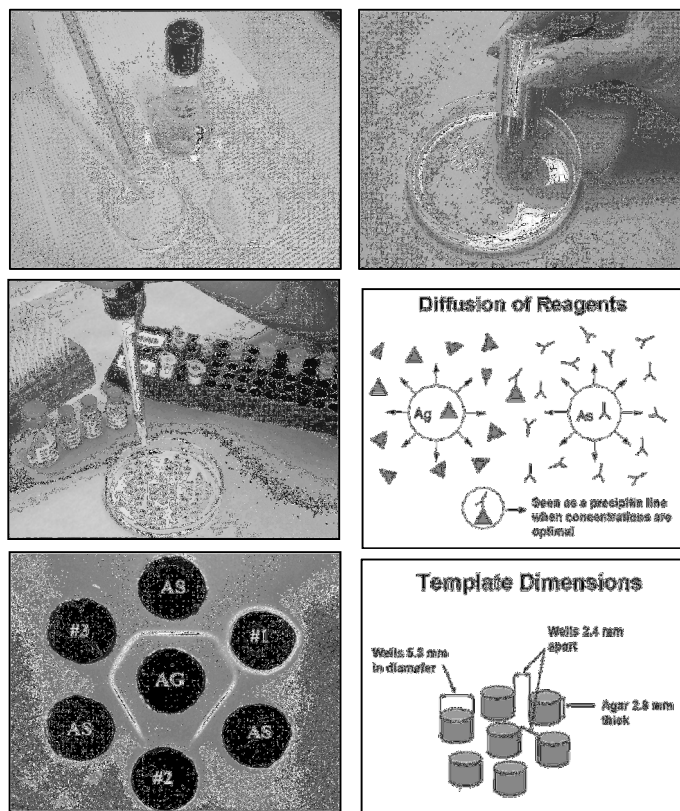 Diffusion of Reagents
Ag
As
Seen as a precipitin line
when concentrations are
optimal
AS
#3
#1
AG
AS
AS
#2
Template Dimensions
Wells 2.4 mm
apart
Wells 5.3 mm
in diameter
Agar 2.8 mm
thick